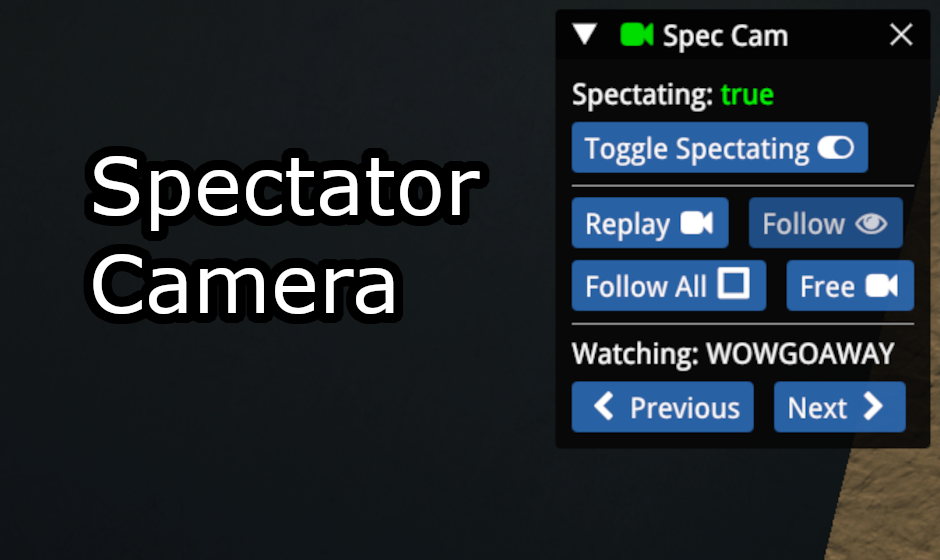 Spectator
Camera
Spec Cam
Spectating: true
Toggle Spectating
Replay
Follow
Follow All
Free
Watching: WOWGOAWAY
Previous
Next